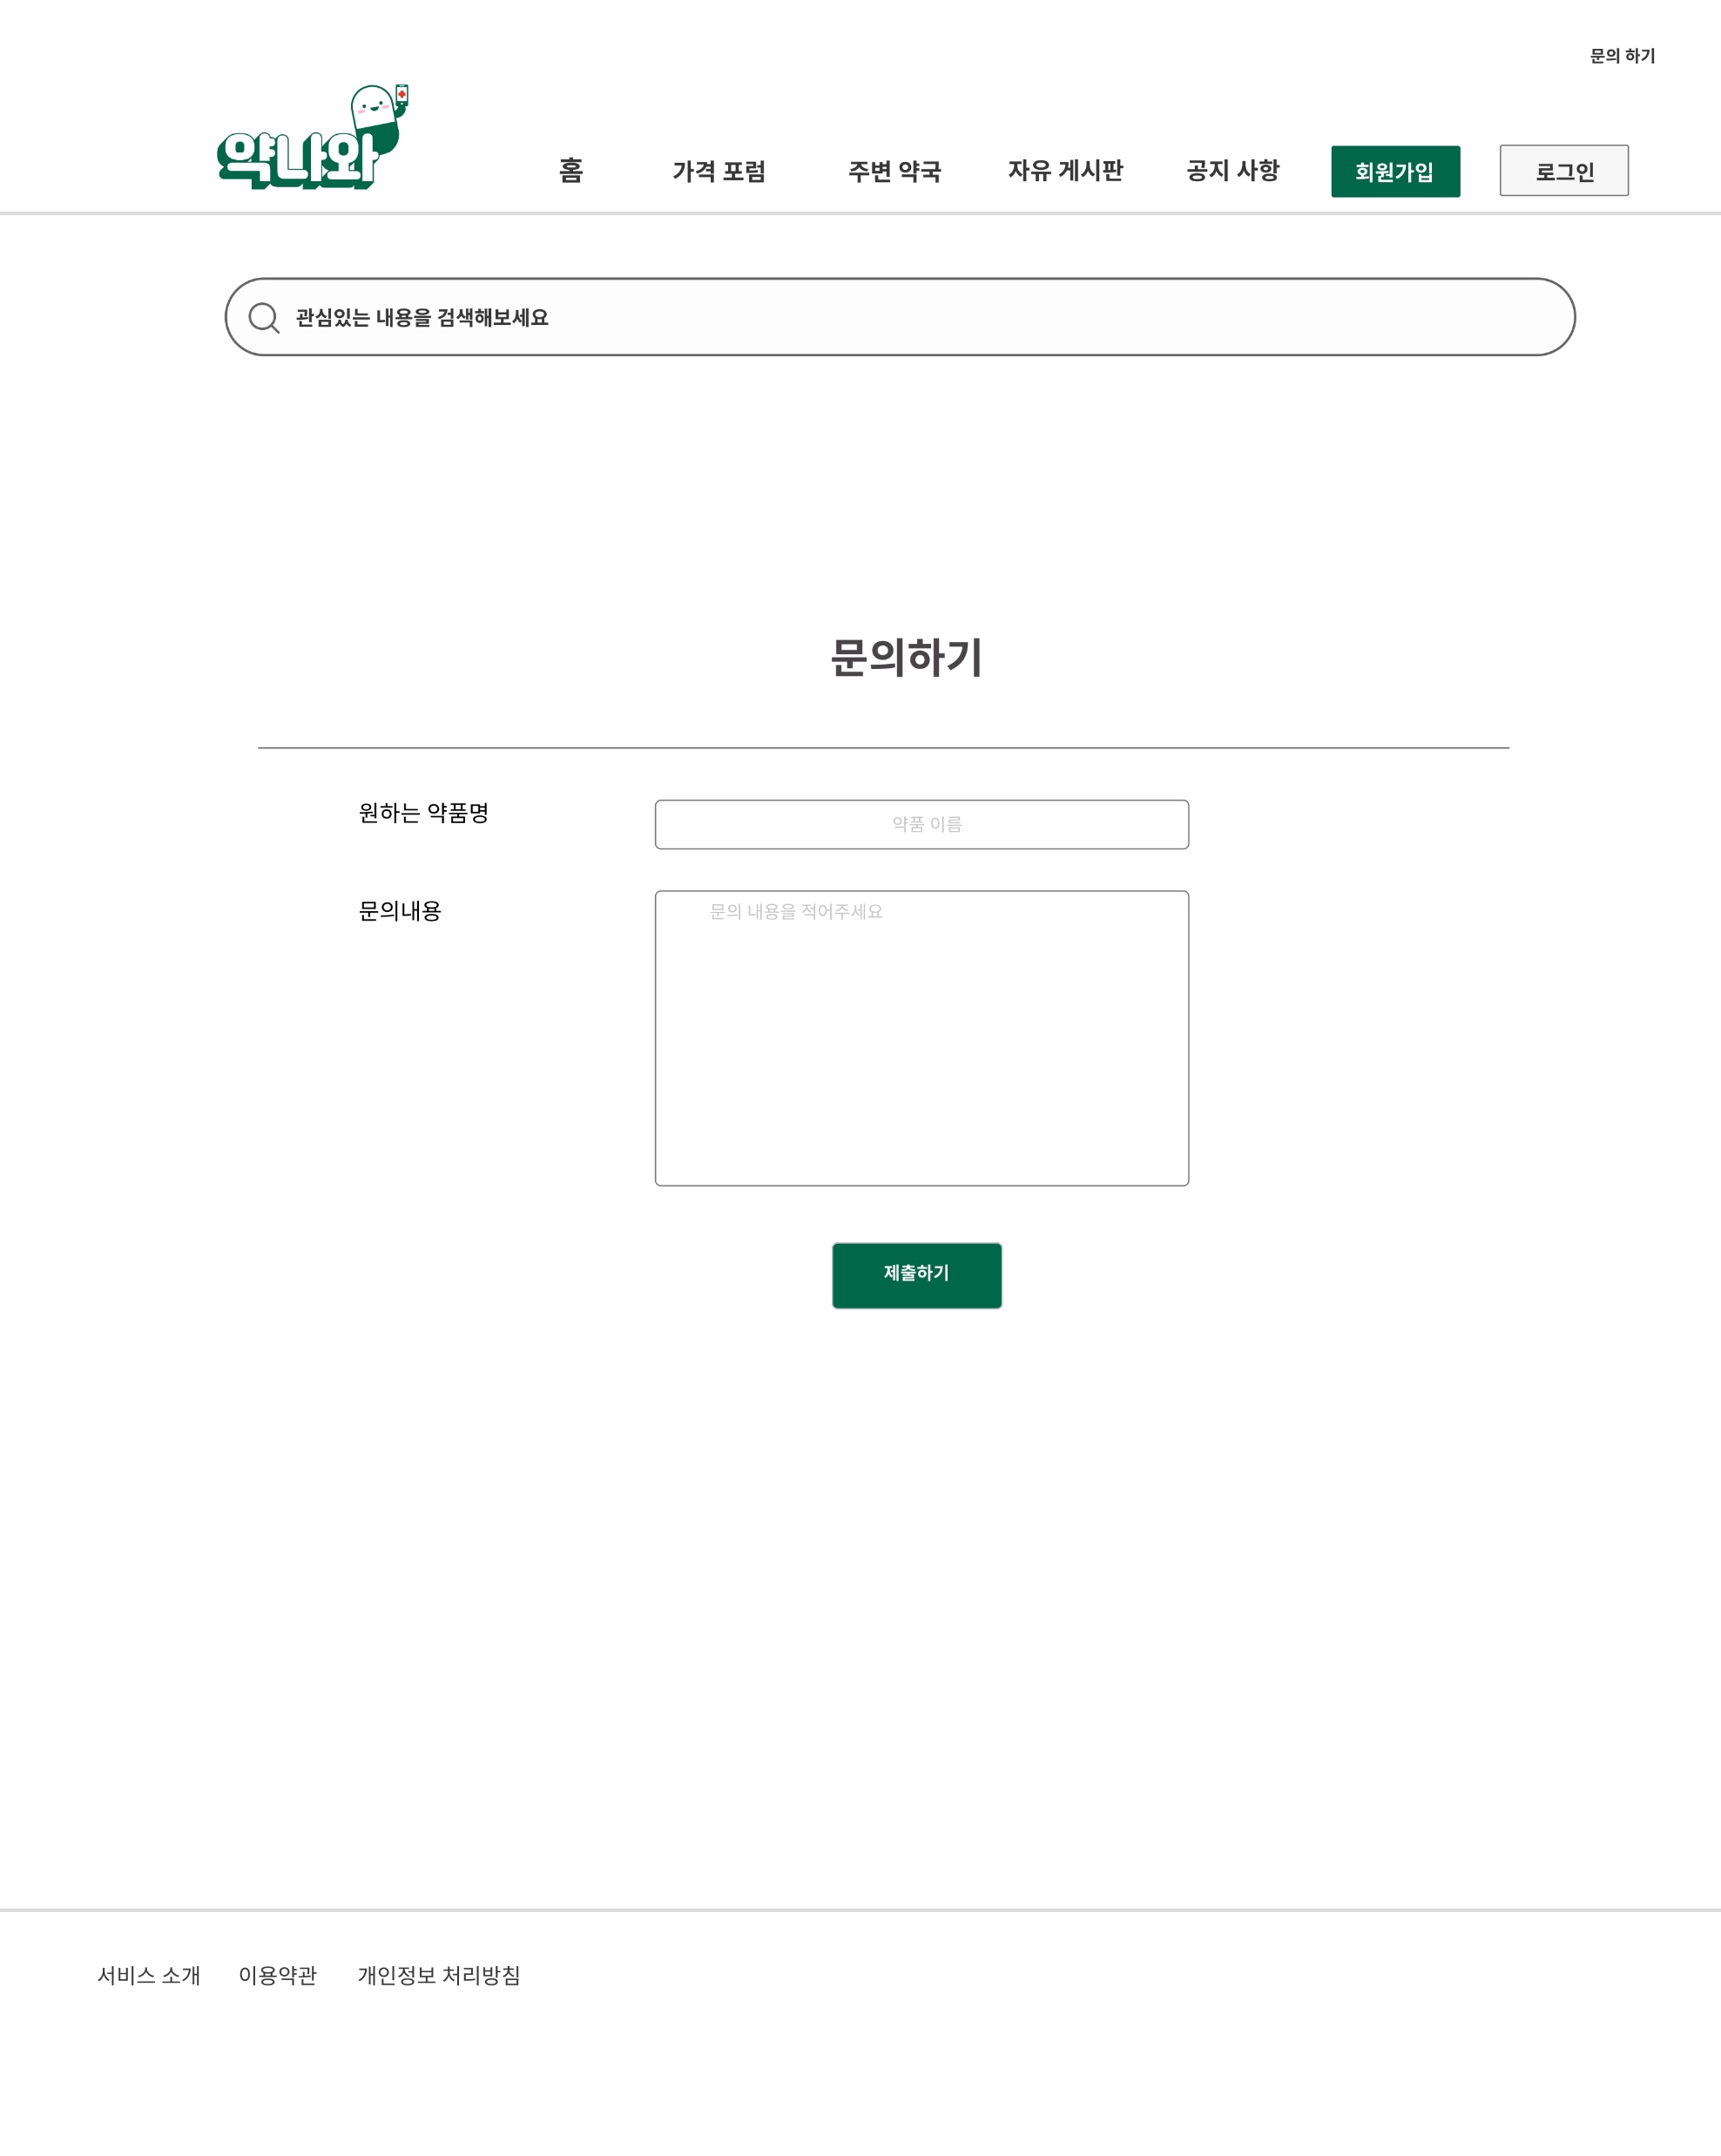 문의 하기
약나와
홈 가격 포럼 주변 약국 자유 게시판 공지 사항 회원가입 로그인
관심있는 내용을 검색해보세요
문의하기
원하는 약품명 약품 이름
문의내용 문의 내용을 적어주세요
제출하기
서비스 소개 이용약관 개인정보 처리방침